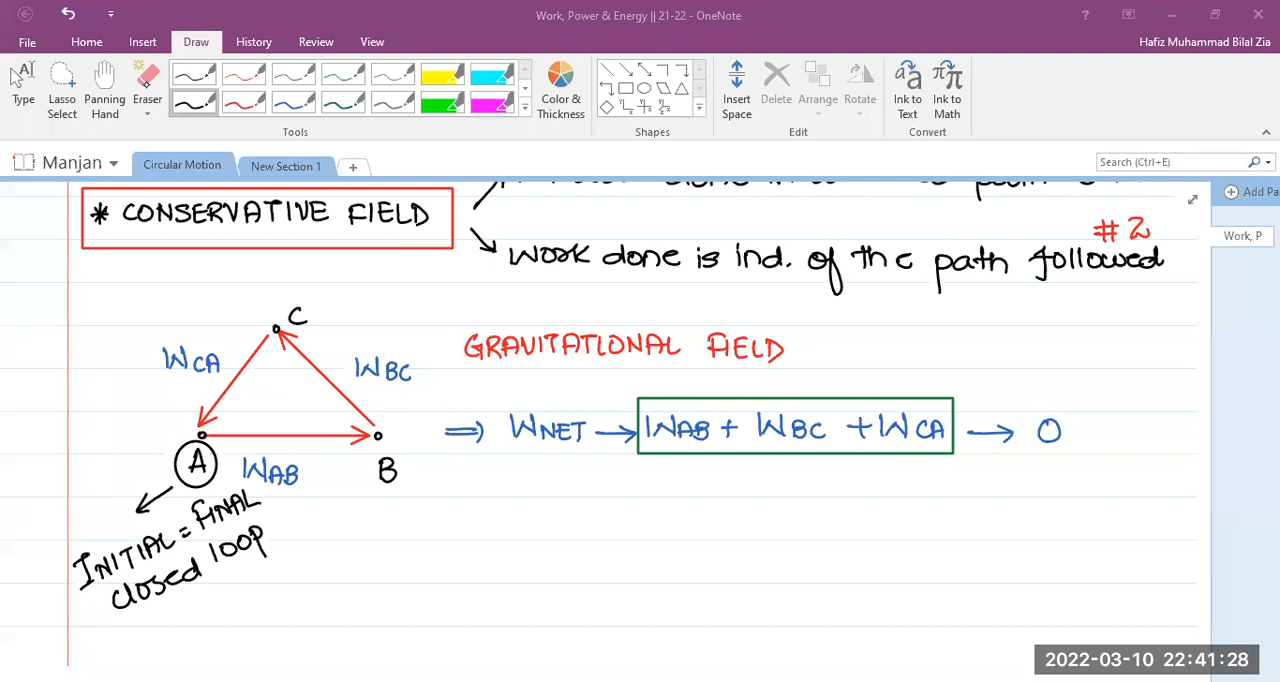 Work, Power & Energy || 21-22 - OneNote
?
File
Home
Insert
Draw
History
Review
View
Hafiz Muhammad Bilal Zia
Type
Lasso Select
Panning Hand
Eraser
Color & Thickness
Insert Space
Delete
Arrange
Rotate
Ink to Text
Ink to Math
Tools
Shapes
Edit
Convert
Manjan
Circular Motion
New Section 1
Search (Ctrl+E)
Add Pa
Work, P
* CONSERVATIVE FIELD
path
#2
Work done is ind. of the path followed
C
GRAVITATIONAL FIELD
WCA
WBC
⇒ WNET → WAB + WBC + WCA → 0
A
WAB
B
INITIAL = FINAL
closed loop
2022-03-10 22:41:28